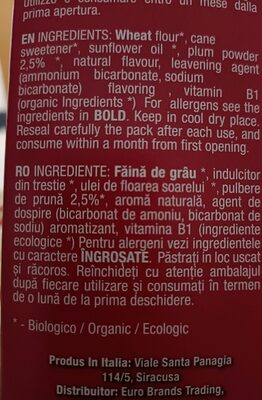 utilizzo e consumare entro un mese dalla
prima apertura.
EN INGREDIENTS: Wheat flour*, cane
sweetener*, sunflower oil *, plum powder
2,5% *, natural flavour, leavening agent
(ammonium bicarbonate, sodium
bicarbonate) flavoring , vitamin B1
(organic Ingredients *) For allergens see the
ingredients in BOLD. Keep in cool dry place.
Reseal carefully the pack after each use, and
consume within a month from first opening.
RO INGREDIENTE: Făină de grâu *, indulcitor
din trestie *, ulei de floarea soarelui *, pulbere
de prună 2,5%*, aromă naturală, agent de
dospire (bicarbonat de amoniu, bicarbonat de
sodiu) aromatizant, vitamina B1 (ingrediente
ecologice *) Pentru alergeni vezi ingredientele
cu caractere ÎNGROȘATE. Păstrați in loc uscat
și răcoros. Reînchideți cu atenție ambalajul
după fiecare utilizare și consumați în termen
de o lună de la prima deschidere.
* - Biologico / Organic / Ecologic
Produs In Italia: Viale Santa Panagia
114/5, Siracusa
Distribuitor: Euro Brands Trading,